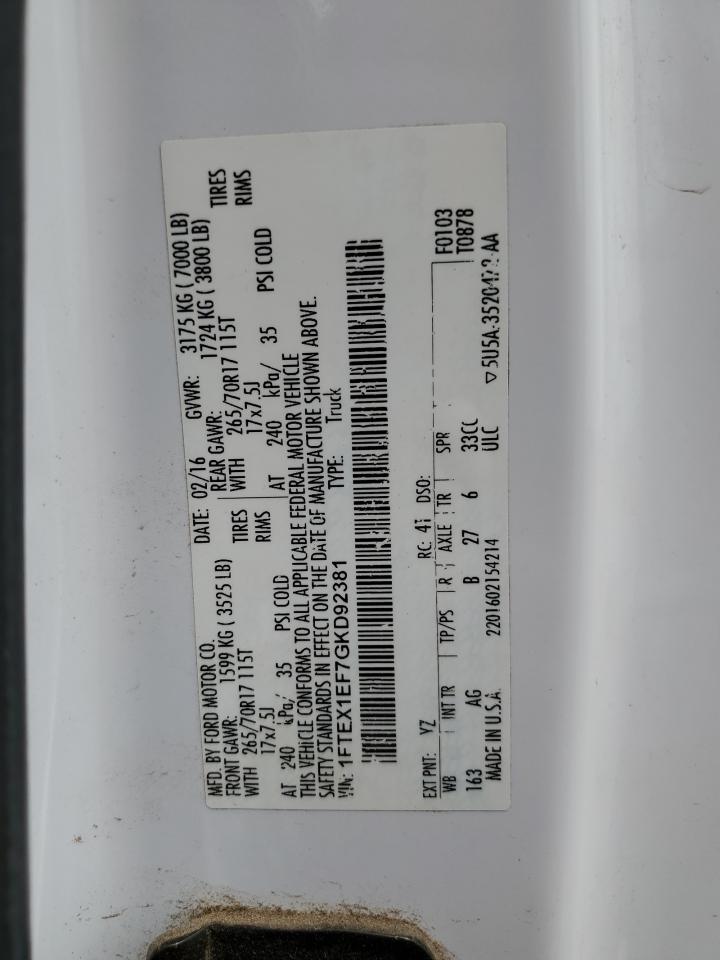 MFD. BY FORD MOTOR CO.
DATE: 02/16 GVWR: 3175 KG ( 7000 LB)
FRONT GAWR: 1599 KG ( 3525 LB) REAR GAWR: 1724 KG ( 3800 LB)
WITH 265/70R17 115T TIRES WITH 265/70R17 115T TIRES
17x7.5J RIMS 17x7.5J RIMS
AT 240 kPa/ 35 PSI COLD AT 240 kPa/ 35 PSI COLD
THIS VEHICLE CONFORMS TO ALL APPLICABLE FEDERAL MOTOR VEHICLE
SAFETY STANDARDS IN EFFECT ON THE DATE OF MANUFACTURE SHOWN ABOVE.
VIN: 1FTEX1EF7GKD92381 TYPE: Truck
F0103
T0878
EXT PNT: YZ RC: 41 DSO:
WB INT TR TP/PS R AXLE TR SPR
163 AG B 27 6 33CC
MADE IN U.S.A. 2201602154214 ULC